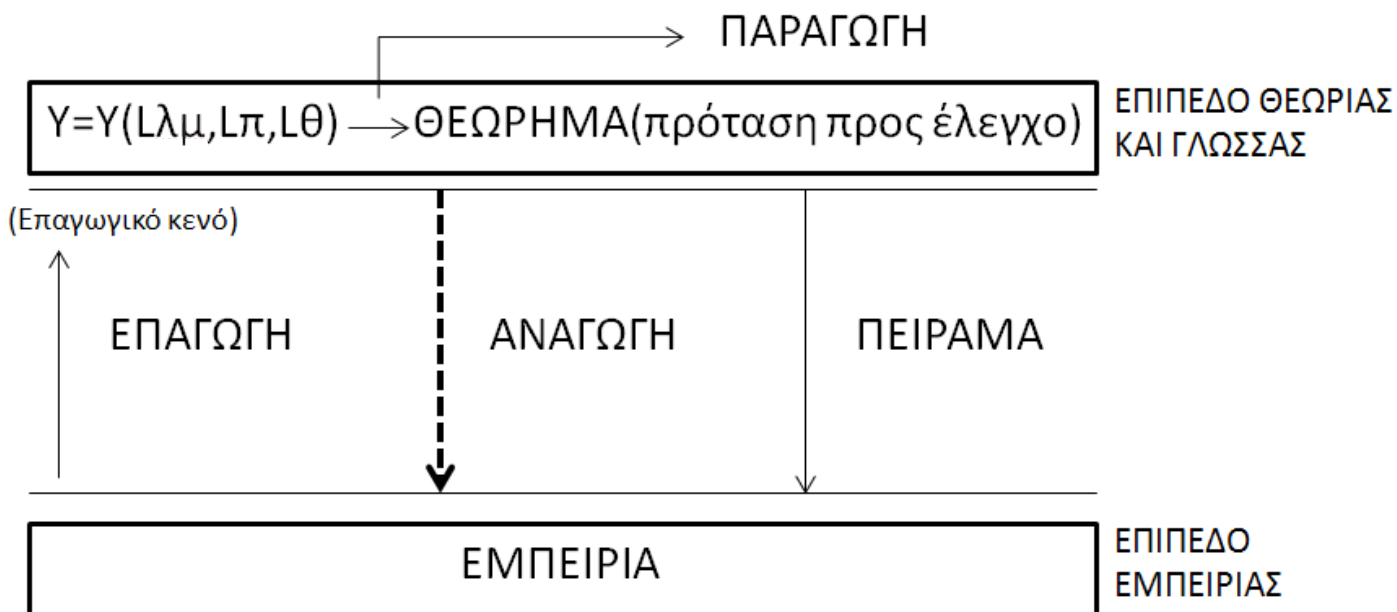 ΠΑΡΑΓΩΓΗ
Υ=Υ(Lλμ,Lπ,Lθ) ⟶ ΘΕΩΡΗΜΑ(πρόταση προς έλεγχο)
ΕΠΙΠΕΔΟ ΘΕΩΡΙΑΣ
ΚΑΙ ΓΛΩΣΣΑΣ
(Επαγωγικό κενό)
ΕΠΑΓΩΓΗ
ΑΝΑΓΩΓΗ
ΠΕΙΡΑΜΑ
ΕΜΠΕΙΡΙΑ
ΕΠΙΠΕΔΟ
ΕΜΠΕΙΡΙΑΣ